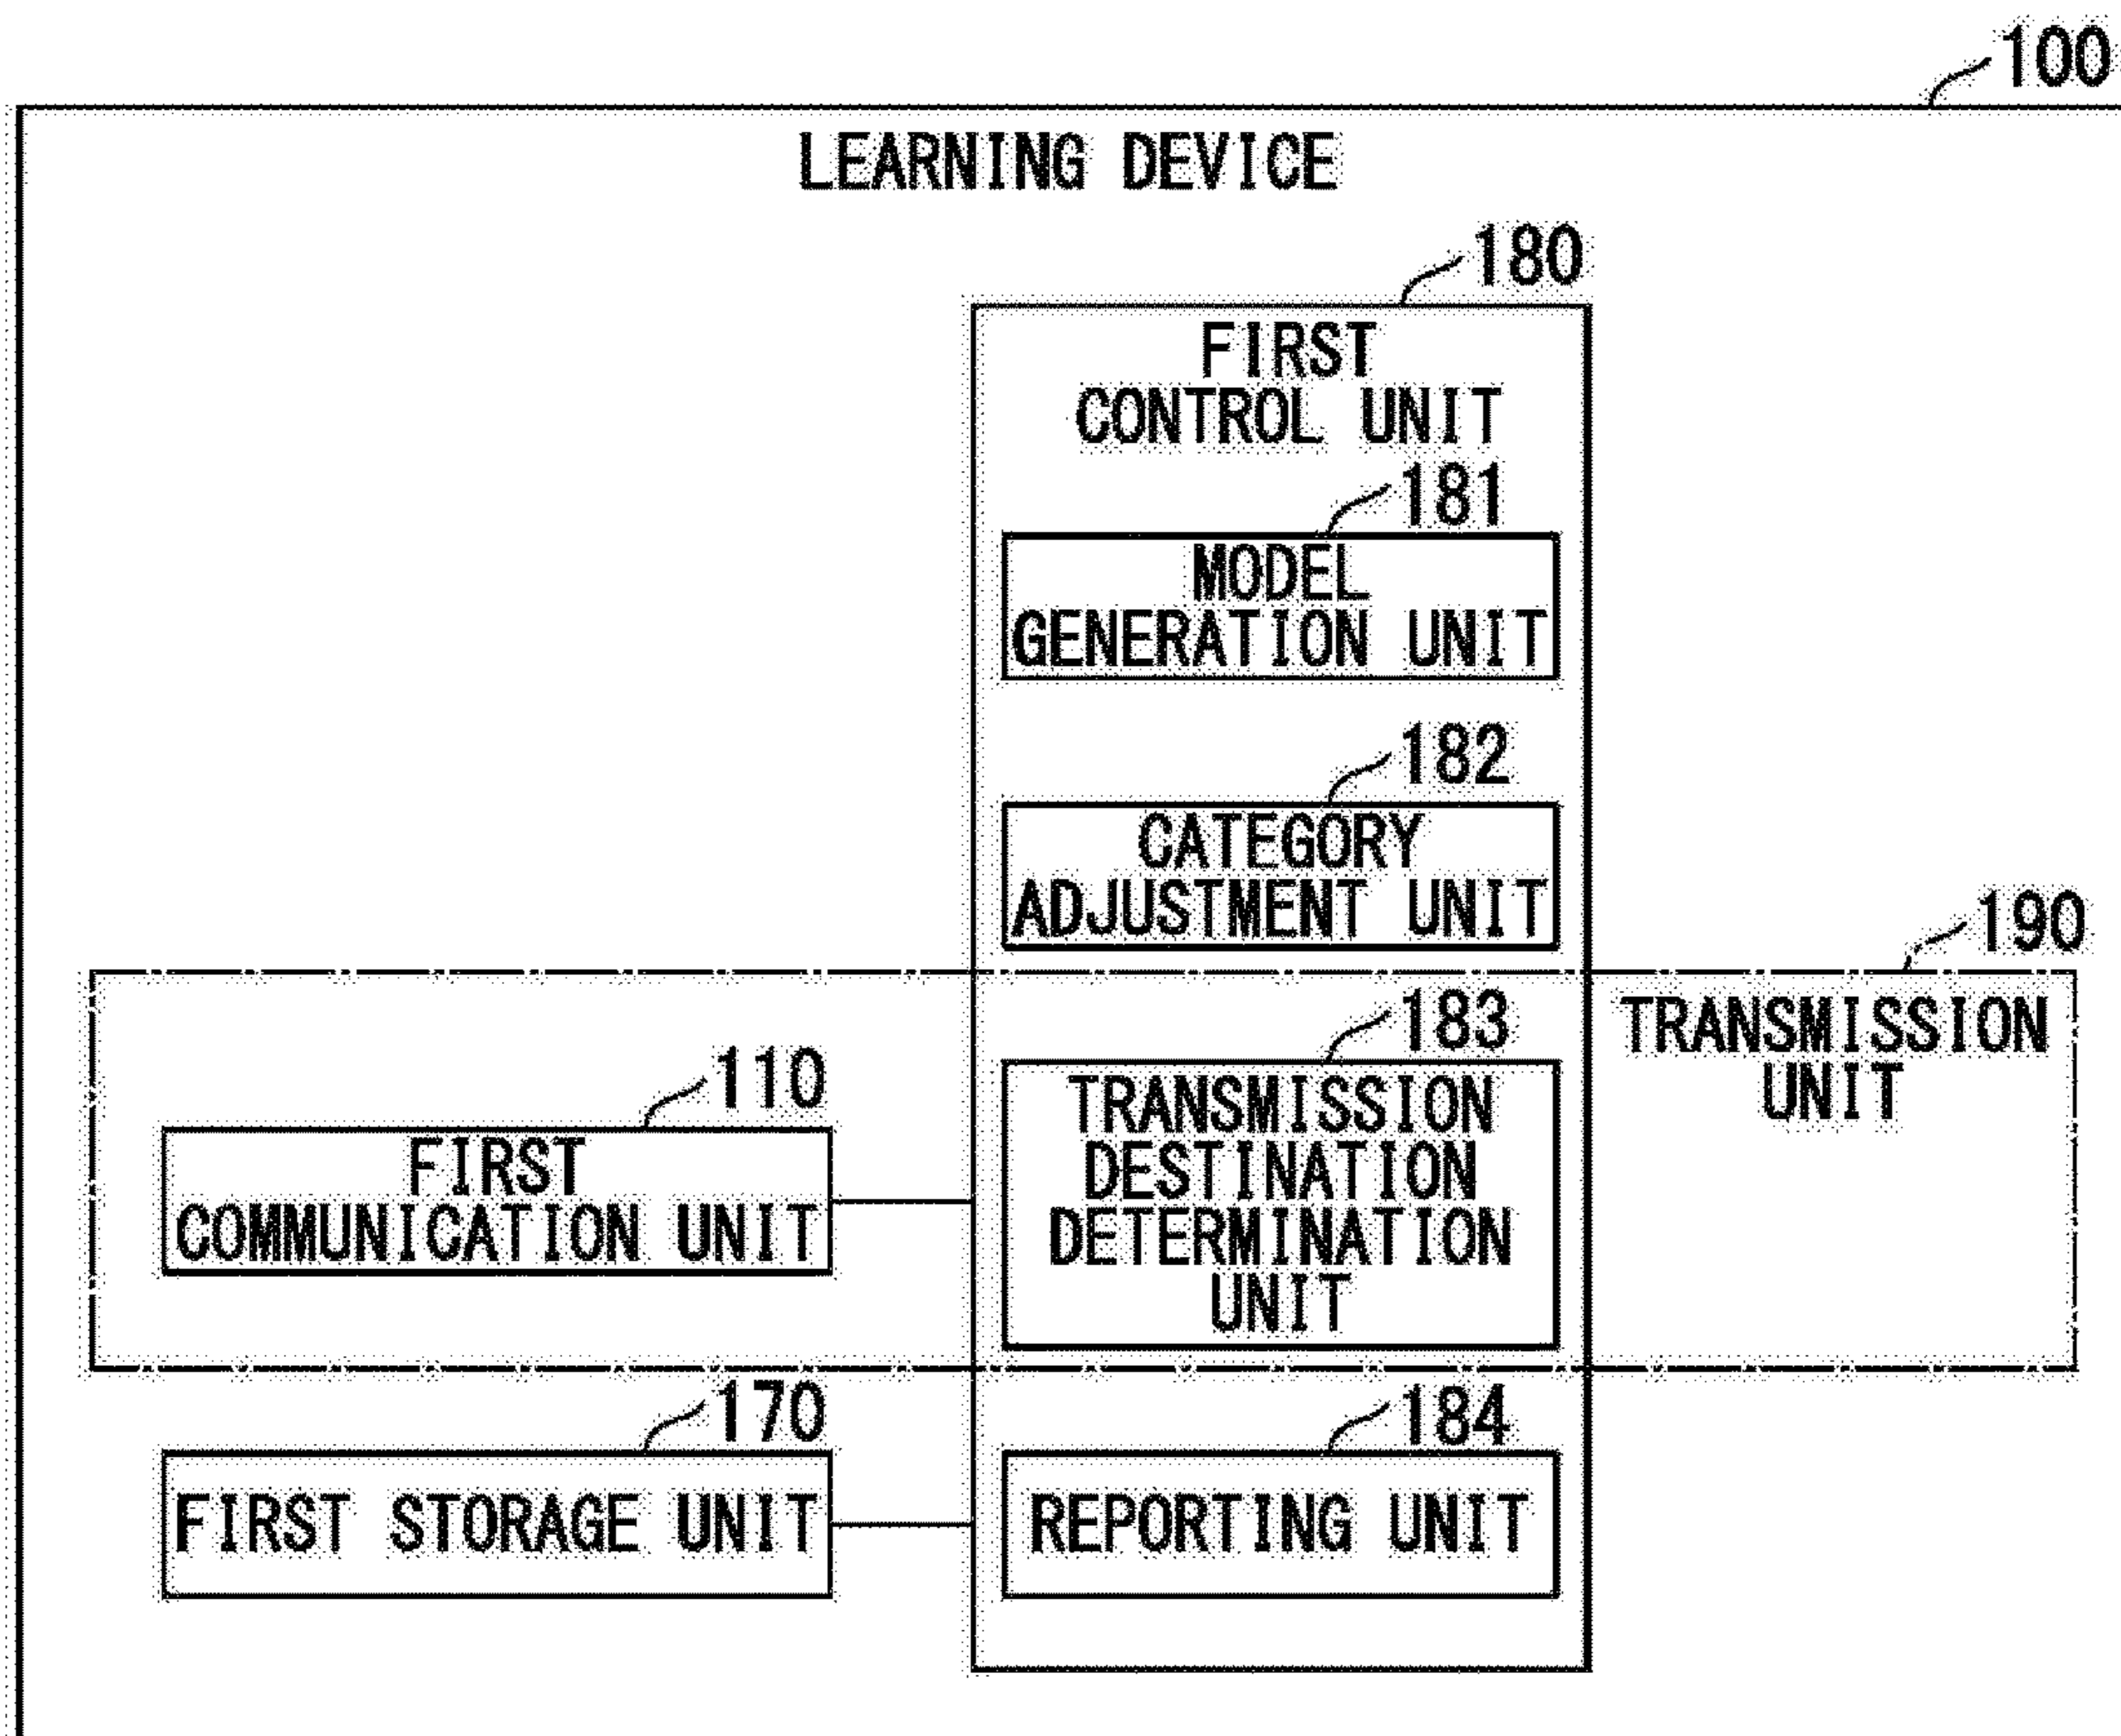 100
LEARNING DEVICE
180
FIRST
CONTROL UNIT
181
MODEL
GENERATION UNIT
182
CATEGORY
ADJUSTMENT UNIT
190
TRANSMISSION
UNIT
183
TRANSMISSION
DESTINATION
DETERMINATION
UNIT
110
FIRST
COMMUNICATION UNIT
170
FIRST STORAGE UNIT
184
REPORTING UNIT